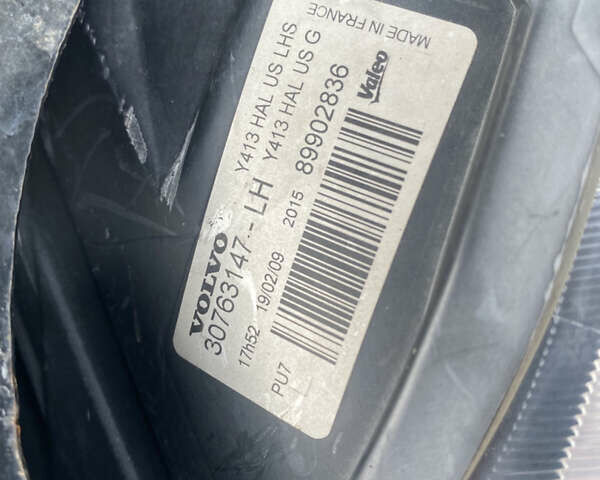 VOLVO Y413 HAL US LHS
30763147.-LH Y413 HAL US G
MADE IN FRANCE
17h52 19/02/09 2015 89902836
Valeo
PU7